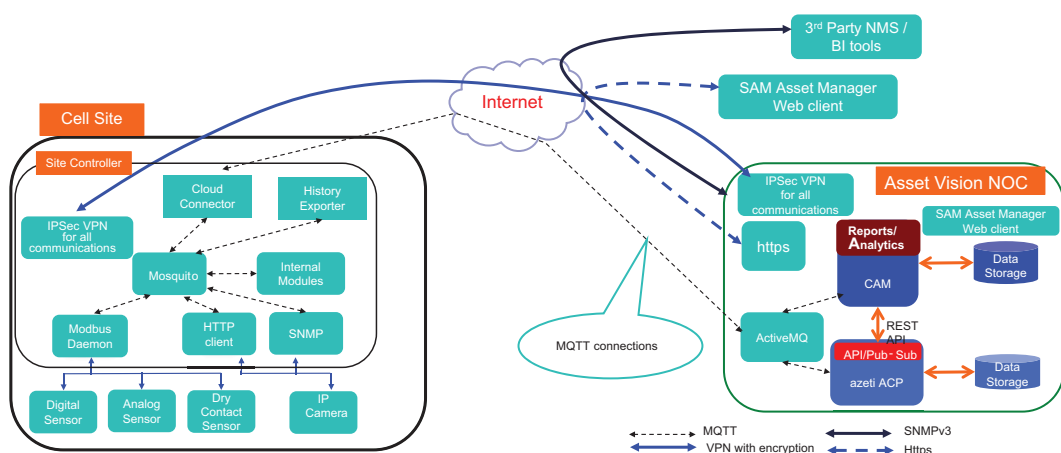 3rd Party NMS /
BI tools
SAM Asset Manager
Web client
Internet
Cell Site
Site Controller
Cloud
Connector
History
Exporter
IPSec VPN
for all
communications
Mosquito
Internal
Modules
Modbus
Daemon
HTTP
client
SNMP
Digital
Sensor
Analog
Sensor
Dry
Contact
Sensor
IP
Camera
MQTT connections
IPSec VPN
for all
communications
Asset Vision NOC
https
Reports/
Analytics
CAM
SAM Asset Manager
Web client
Data
Storage
REST
API
ActiveMQ
API/Pub-Sub
azeti ACP
Data
Storage
MQTT
VPN with encryption
SNMPv3
Https